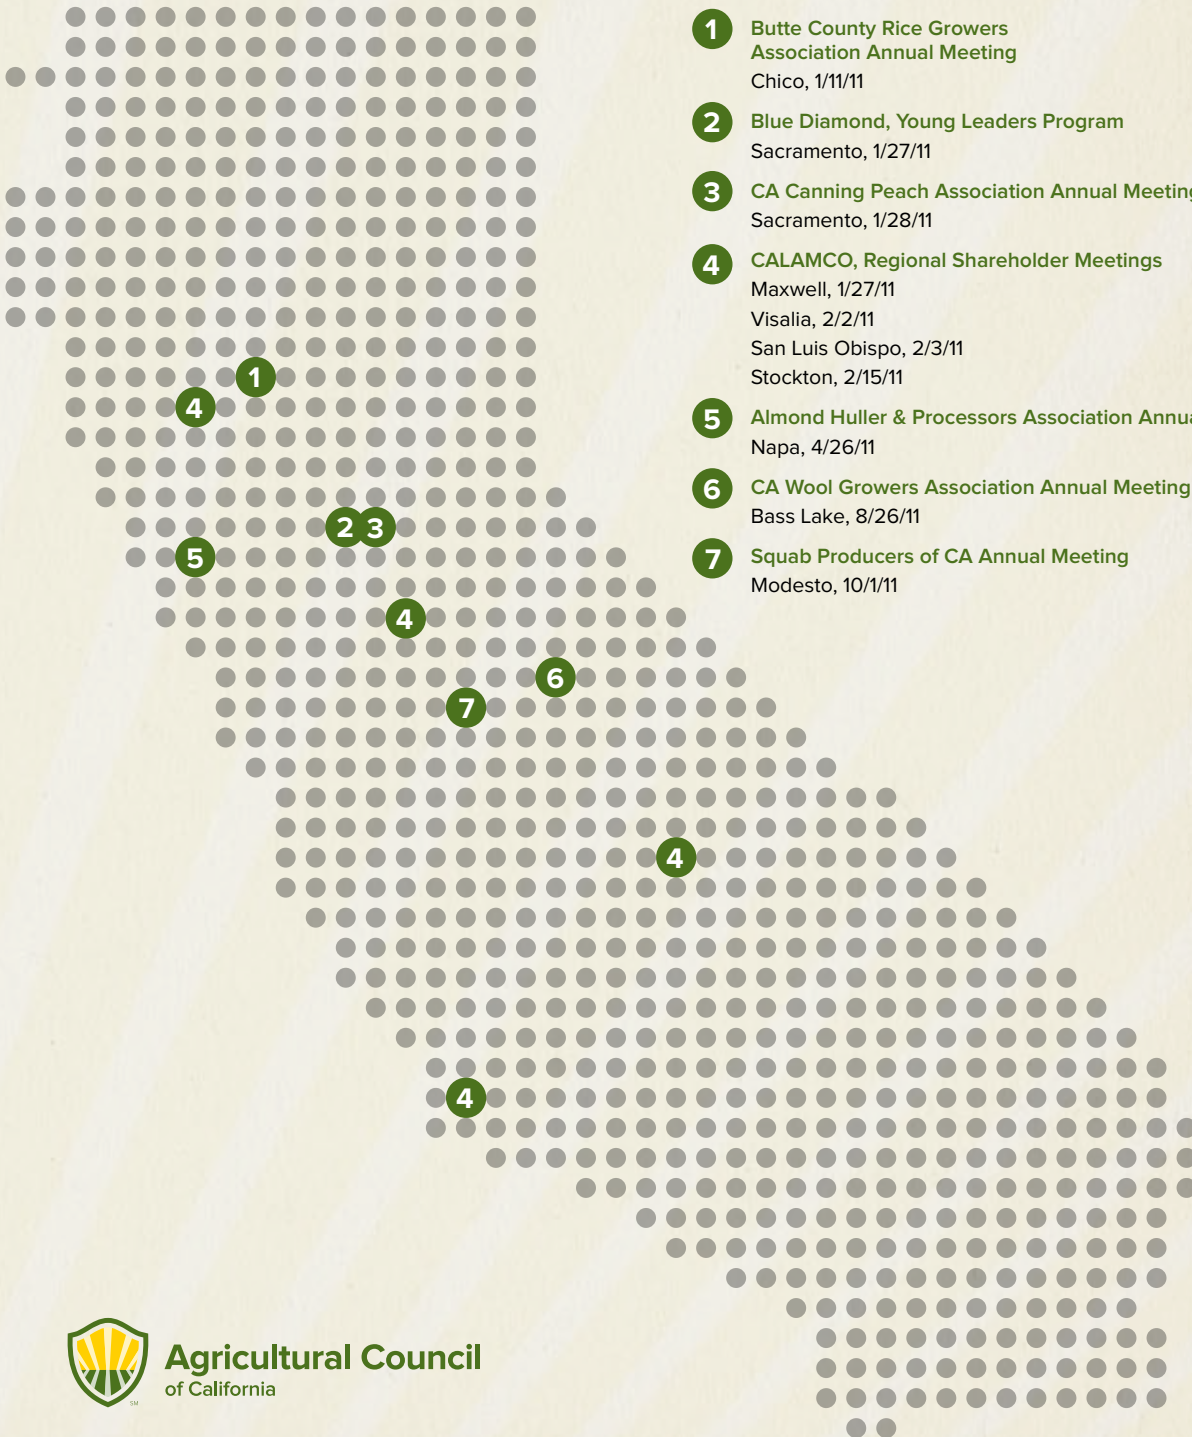 1 Butte County Rice Growers
Association Annual Meeting
Chico, 1/11/11
2 Blue Diamond, Young Leaders Program
Sacramento, 1/27/11
3 CA Canning Peach Association Annual Meeting
Sacramento, 1/28/11
4 CALAMCO, Regional Shareholder Meetings
Maxwell, 1/27/11
Visalia, 2/2/11
San Luis Obispo, 2/3/11
Stockton, 2/15/11
5 Almond Huller & Processors Association Annua
Napa, 4/26/11
6 CA Wool Growers Association Annual Meeting
Bass Lake, 8/26/11
7 Squab Producers of CA Annual Meeting
Modesto, 10/1/11
1
4
2 3
5
4
6
7
4
4
Agricultural Council
of California
SM